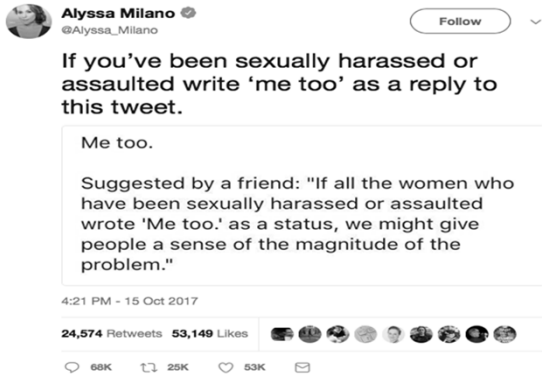 Alyssa Milano
@Alyssa_Milano
Follow
If you’ve been sexually harassed or
assaulted write ‘me too’ as a reply to
this tweet.
Me too.
Suggested by a friend: "If all the women who
have been sexually harassed or assaulted
wrote 'Me too.' as a status, we might give
people a sense of the magnitude of the
problem."
4:21 PM - 15 Oct 2017
24,574 Retweets 53,149 Likes
68K 25K 53K